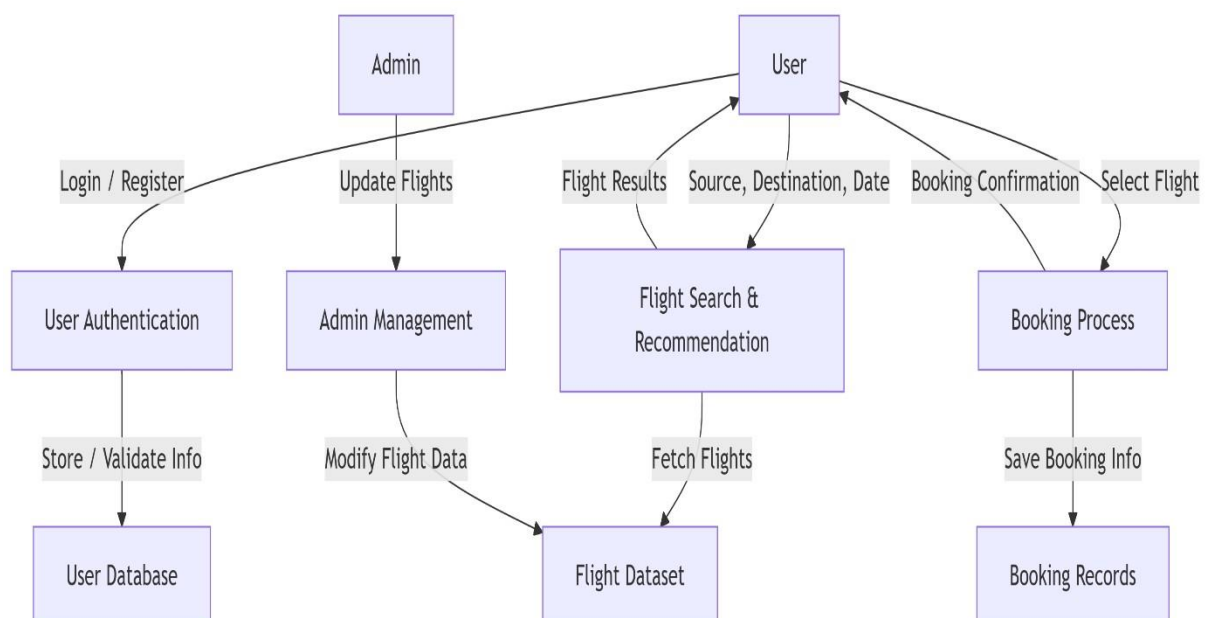 Admin
User
Login / Register
Update Flights
Flight Results
Source, Destination, Date
Booking Confirmation
Select Flight
User Authentication
Admin Management
Flight Search &
Recommendation
Booking Process
Store / Validate Info
Modify Flight Data
Fetch Flights
Save Booking Info
User Database
Flight Dataset
Booking Records